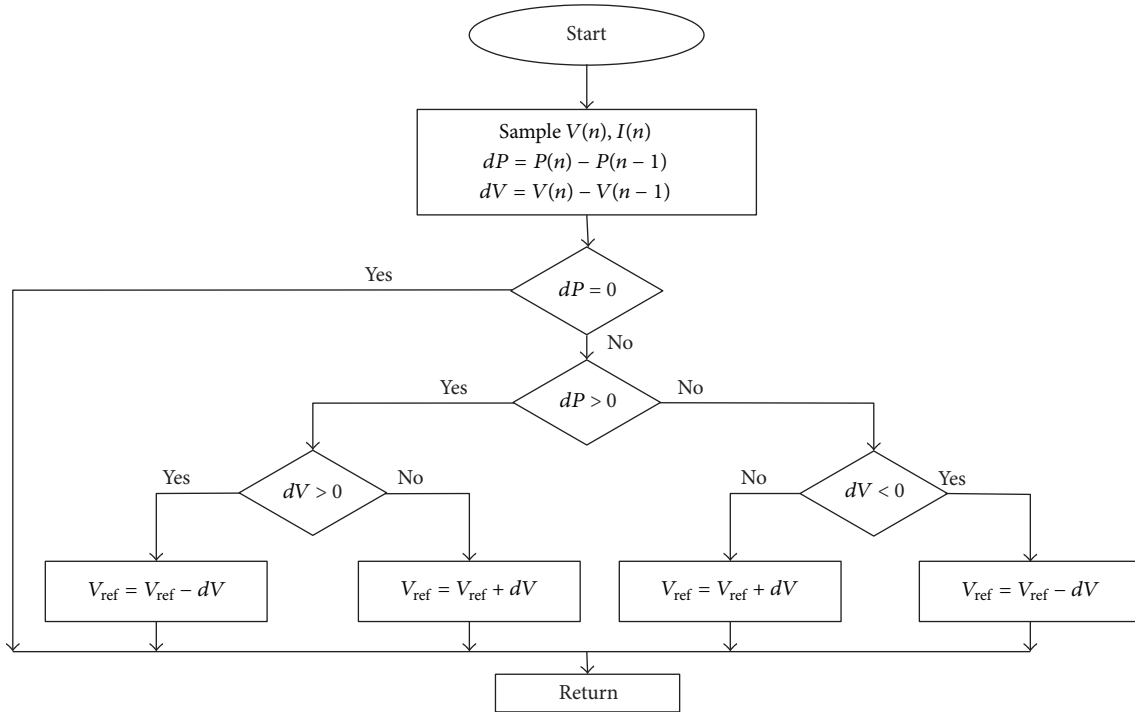 Start
Sample V(n), I(n)
dP = P(n) − P(n − 1)
dV = V(n) − V(n − 1)
Yes
dP = 0
No
Yes
dP > 0
No
Yes
dV > 0
No
No
dV < 0
Yes
Vref = Vref − dV
Vref = Vref + dV
Vref = Vref + dV
Vref = Vref − dV
Return